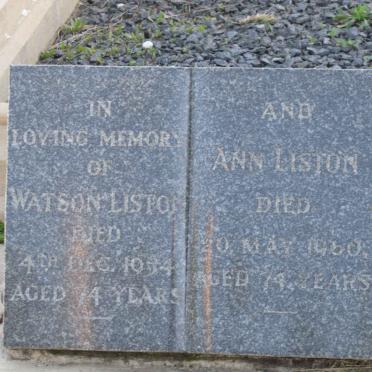 IN
LOVING MEMORY
OF
WATSON LISTON
DIED
4TH DEC. 1954
AGED 74 YEARS
AND
ANN LISTON
DIED
MAY 1960.
AGED 74 YEARS